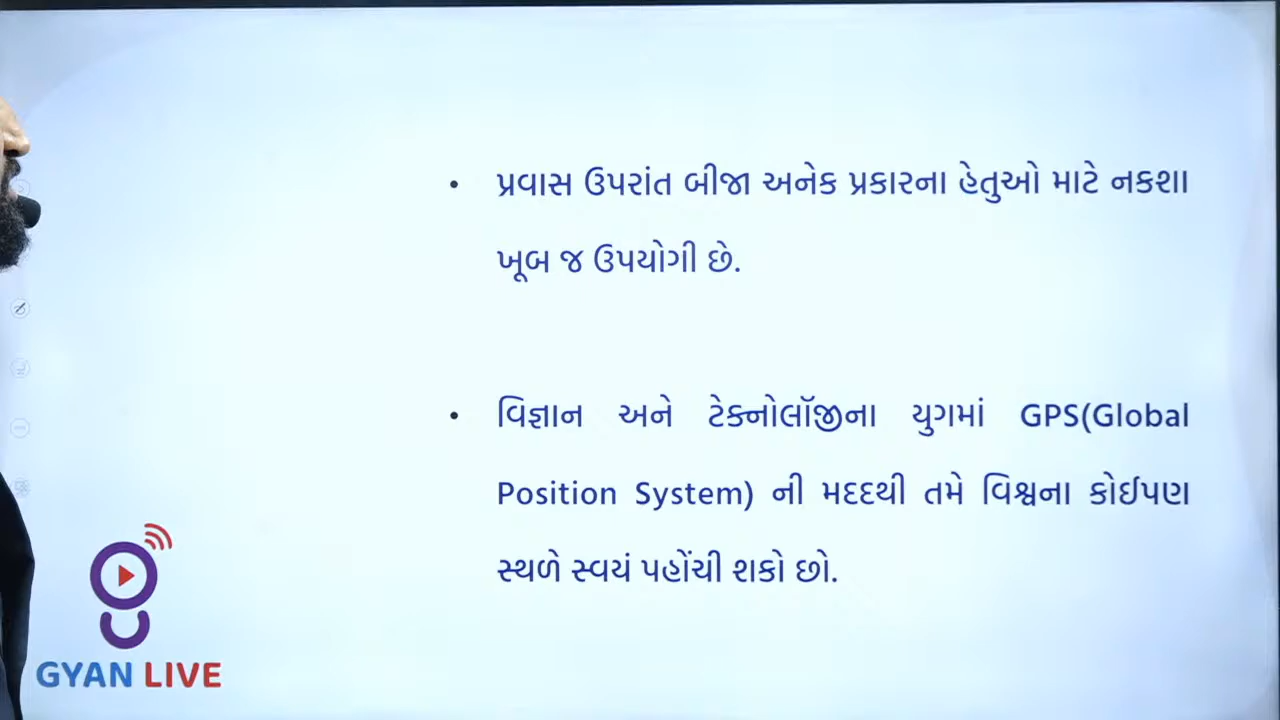 પ્રવાસ ઉપરાંત બીજા અનેક પ્રકારના હેતુઓ માટે નકશા
ખૂબ જ ઉપયોગી છે.
વિજ્ઞાન અને ટેક્નોલૉજીના યુગમાં GPS(Global
Position System) ની મદદથી તમે વિશ્વના કોઈપણ
સ્થળે સ્વયં પહોંચી શકો છો.
GYAN LIVE